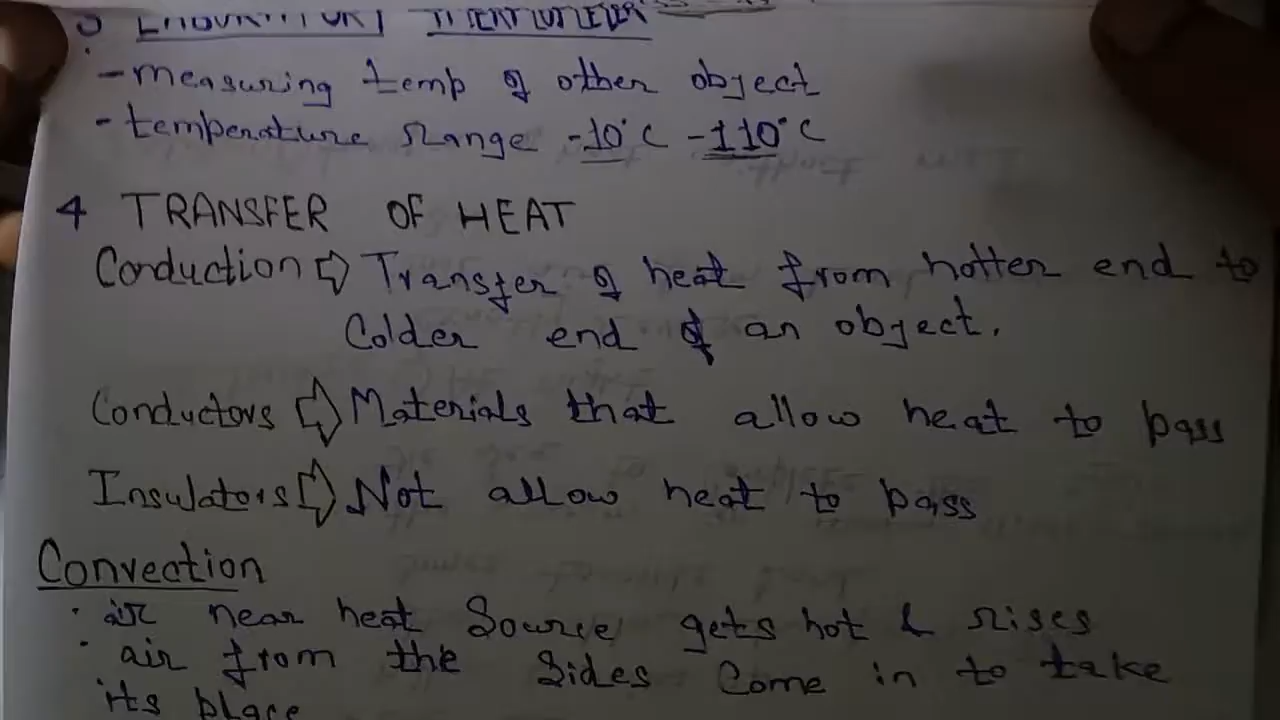 LABORATORY THERMOMETER
- measuring temp of other object
- temperature range -10°C -110°C
4 TRANSFER OF HEAT
Conduction ⇨ Transfer of heat from hotter end to
Colder end of an object.
Conductors ⇨ Materials that allow heat to pass
Insulators ⇨ Not allow heat to pass
Convection
· air near heat Source gets hot & rises
· air from the Sides Come in to take
its place